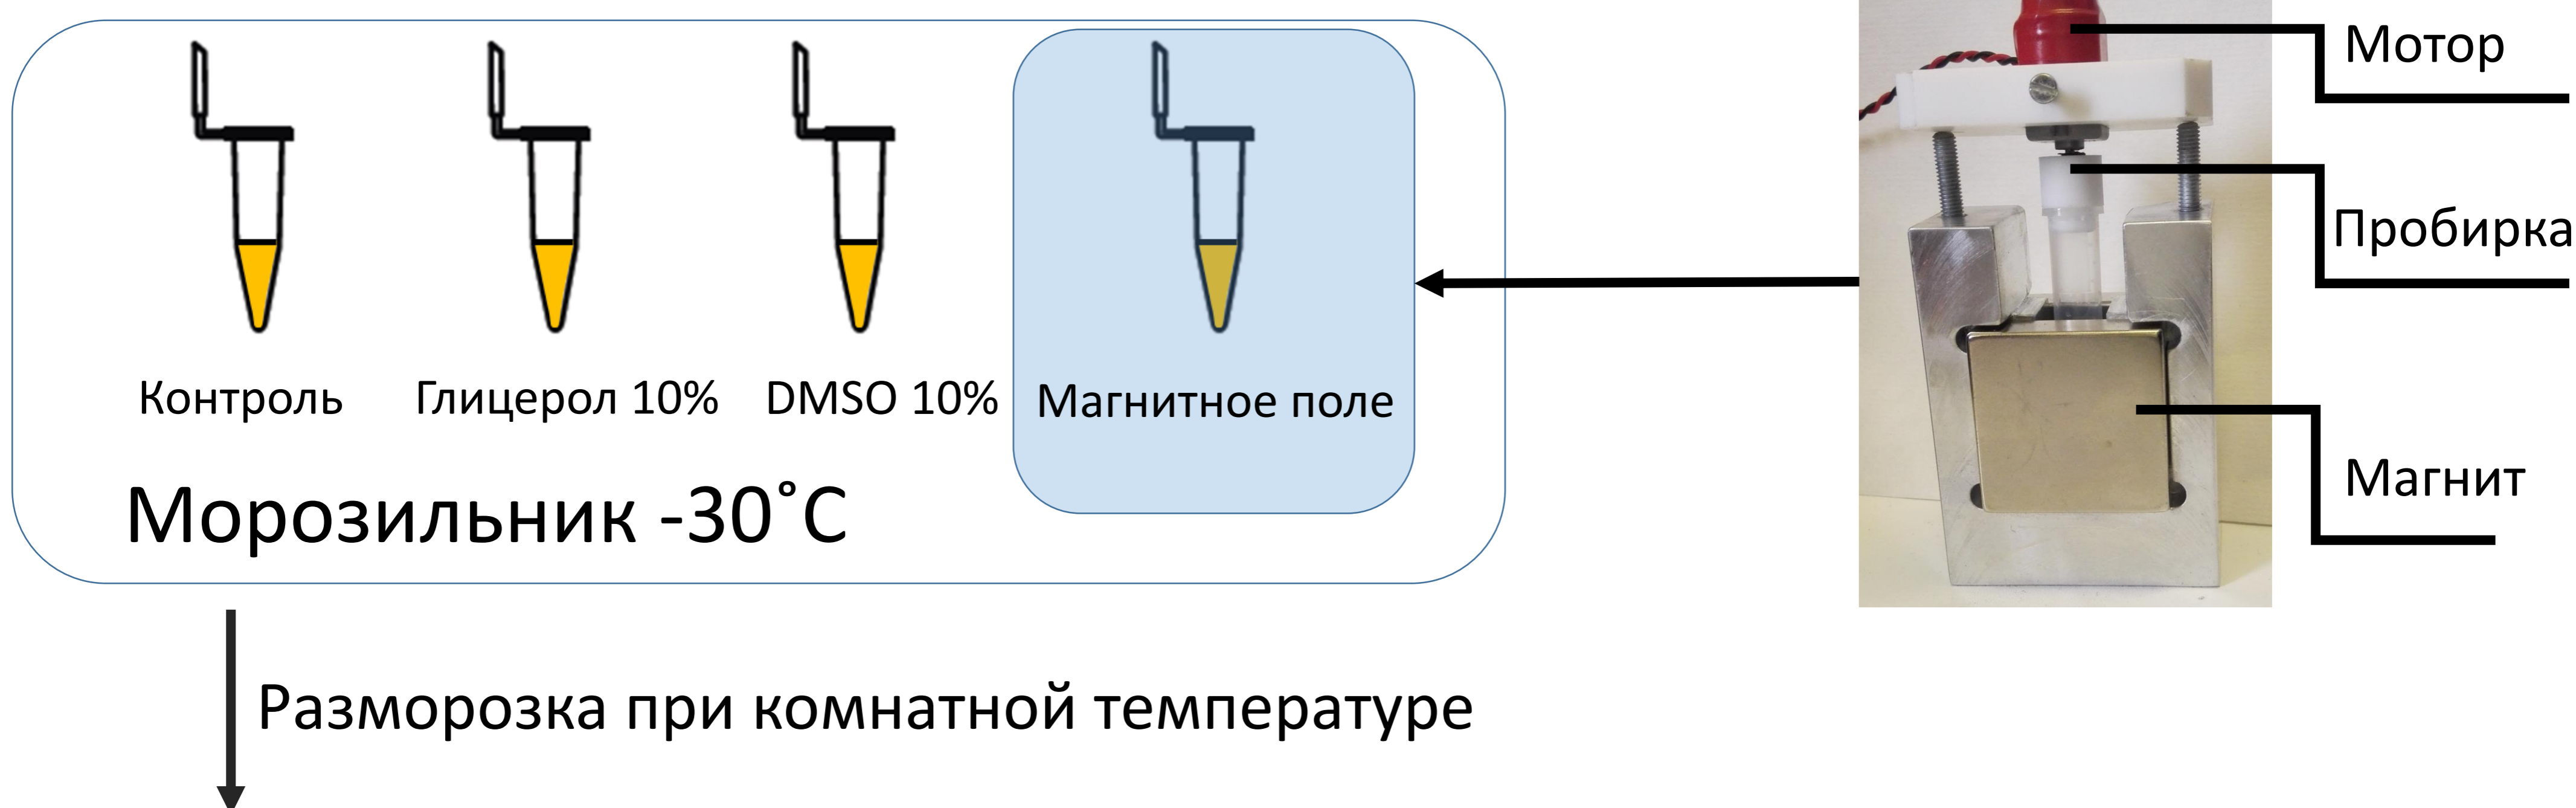 Контроль
Глицерол 10%
DMSO 10%
Магнитное поле
Морозильник -30˚C
Разморозка при комнатной температуре
Мотор
Пробирка
Магнит